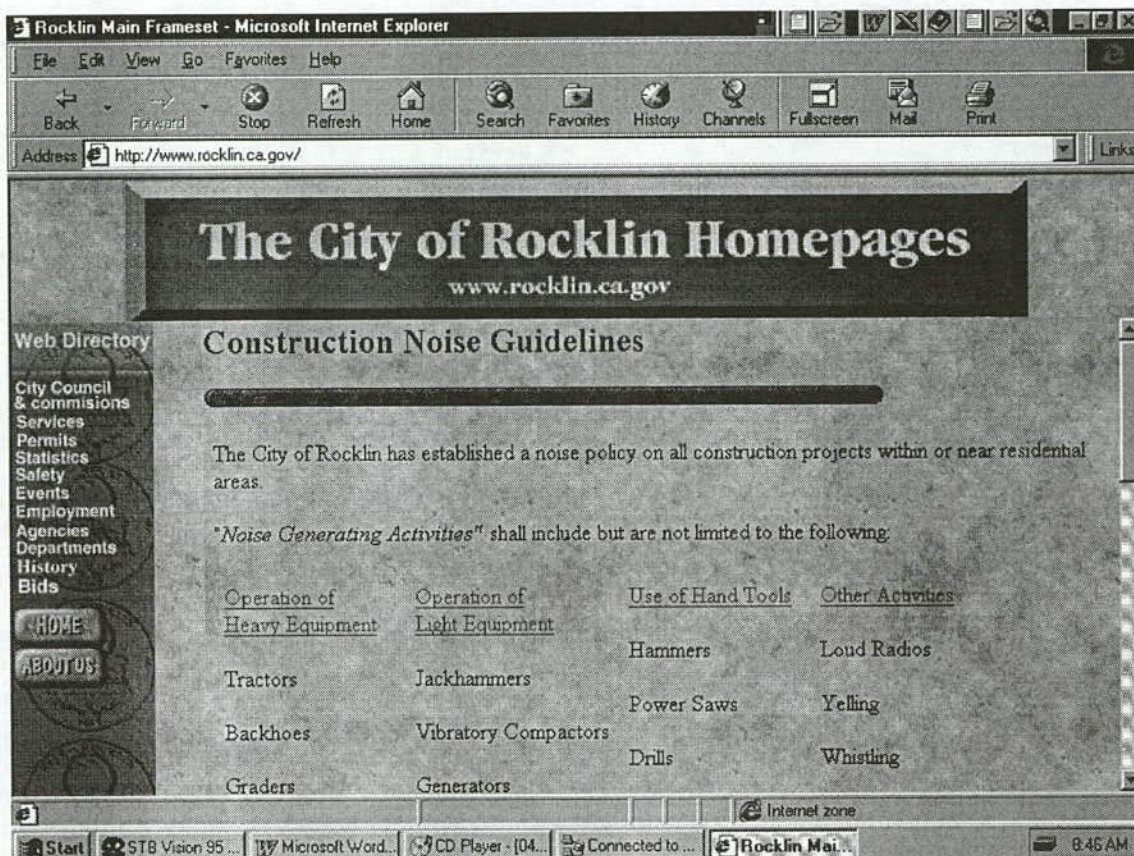 Rocklin Main Frameset - Microsoft Internet Explorer
File Edit View Go Favorites Help
Back Forward Stop Refresh Home Search Favorites History Channels Fullscreen Mail Print
Address http://www.rocklin.ca.gov/ Links
The City of Rocklin Homepages
www.rocklin.ca.gov
Web Directory
City Council
& commisions
Services
Permits
Statistics
Safety
Events
Employment
Agencies
Departments
History
Bids
HOME
ABOUT US
Construction Noise Guidelines
The City of Rocklin has established a noise policy on all construction projects within or near residential
areas.
"Noise Generating Activities" shall include but are not limited to the following:
Operation of
Heavy Equipment
Tractors
Backhoes
Graders
Operation of
Light Equipment
Jackhammers
Vibratory Compactors
Generators
Use of Hand Tools
Hammers
Power Saws
Drills
Other Activities
Loud Radios
Yelling
Whistling
Internet zone
Start STB Vision 95 ... Microsoft Word... CD Player - [04... Connected to ... Rocklin Mai... 8:46 AM